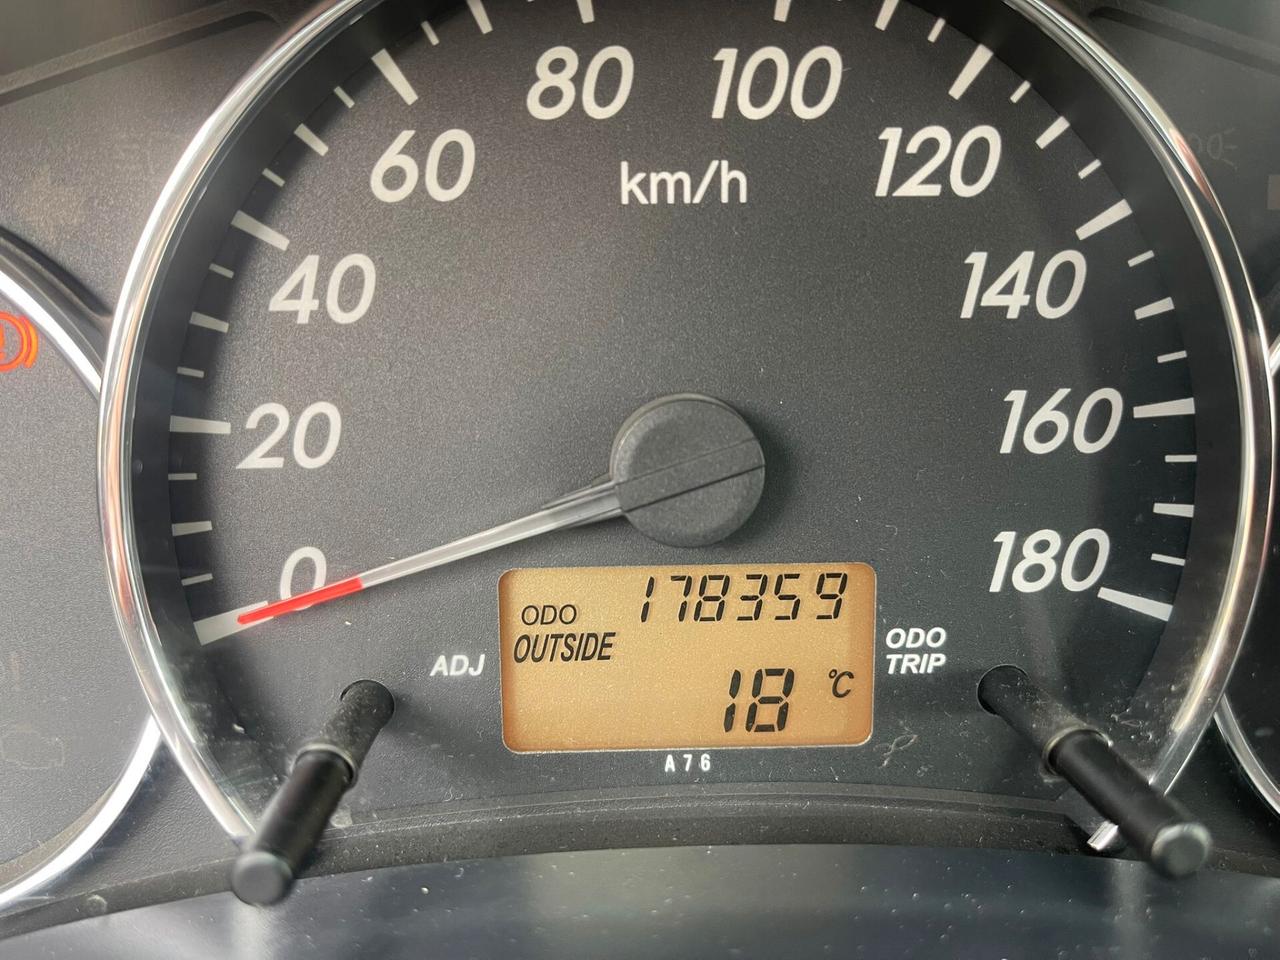 80 100
60 120
km/h
40 140
20 160
0 180
ODO 178359
OUTSIDE
18 °C
ADJ
ODO
TRIP
A76